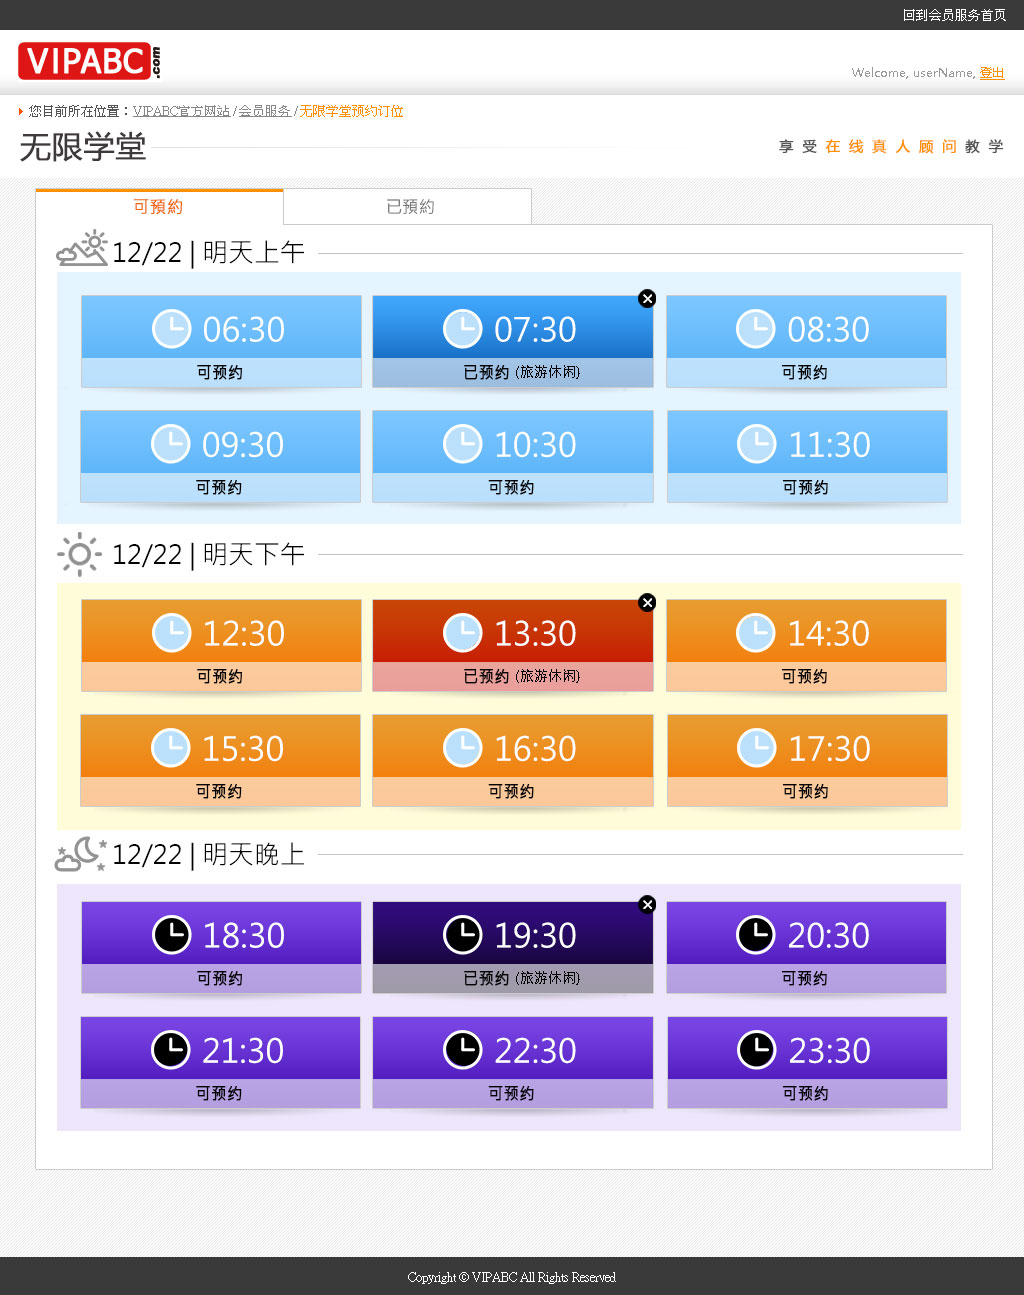 回到会员服务首页
VIPABC.com
Welcome, userName, 登出
您目前所在位置：VIPABC官方网站/会员服务/无限学堂预约订位
无限学堂
享受在线真人顾问教学
可預約 已預約
12/22 | 明天上午
06:30 07:30 08:30
可预约 已预约 (旅游休闲) 可预约
09:30 10:30 11:30
可预约 可预约 可预约
12/22 | 明天下午
12:30 13:30 14:30
可预约 已预约 (旅游休闲) 可预约
15:30 16:30 17:30
可预约 可预约 可预约
12/22 | 明天晚上
18:30 19:30 20:30
可预约 已预约 (旅游休闲) 可预约
21:30 22:30 23:30
可预约 可预约 可预约
Copyright © VIPABC All Rights Reserved